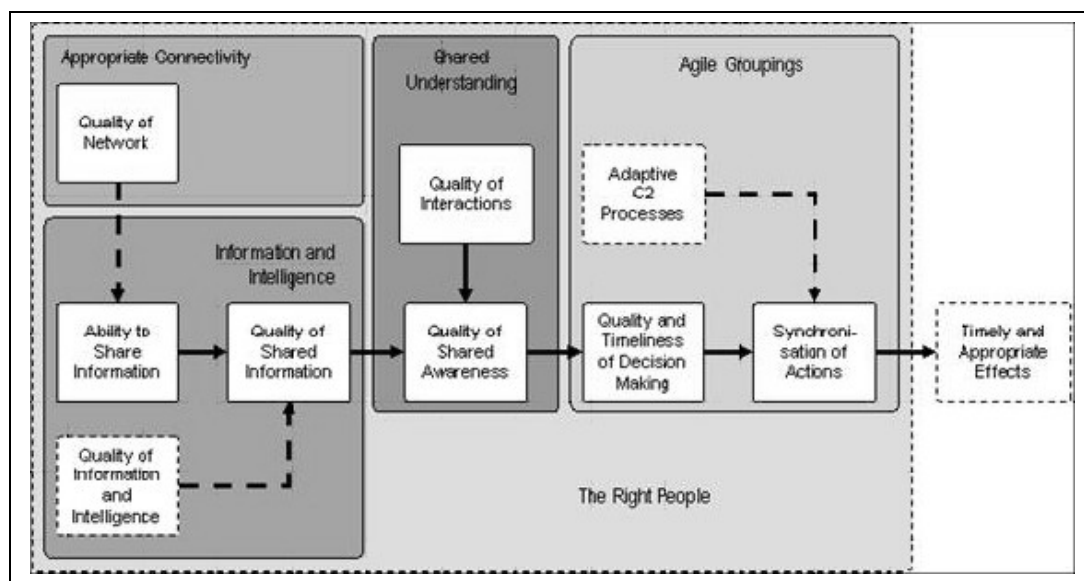 Appropriate Connectivity
Quality of
Network
Information and
Intelligence
Ability to
Share
Information
Quality of
Shared
Information
Quality of
Information
and
Intelligence
Shared
Understanding
Quality of
Interactions
Quality of
Shared
Awareness
Agile Groupings
Adaptive
C2
Processes
Quality and
Timeliness
of Decision
Making
Synchroni-
sation of
Actions
Timely and
Appropriate
Effects
The Right People